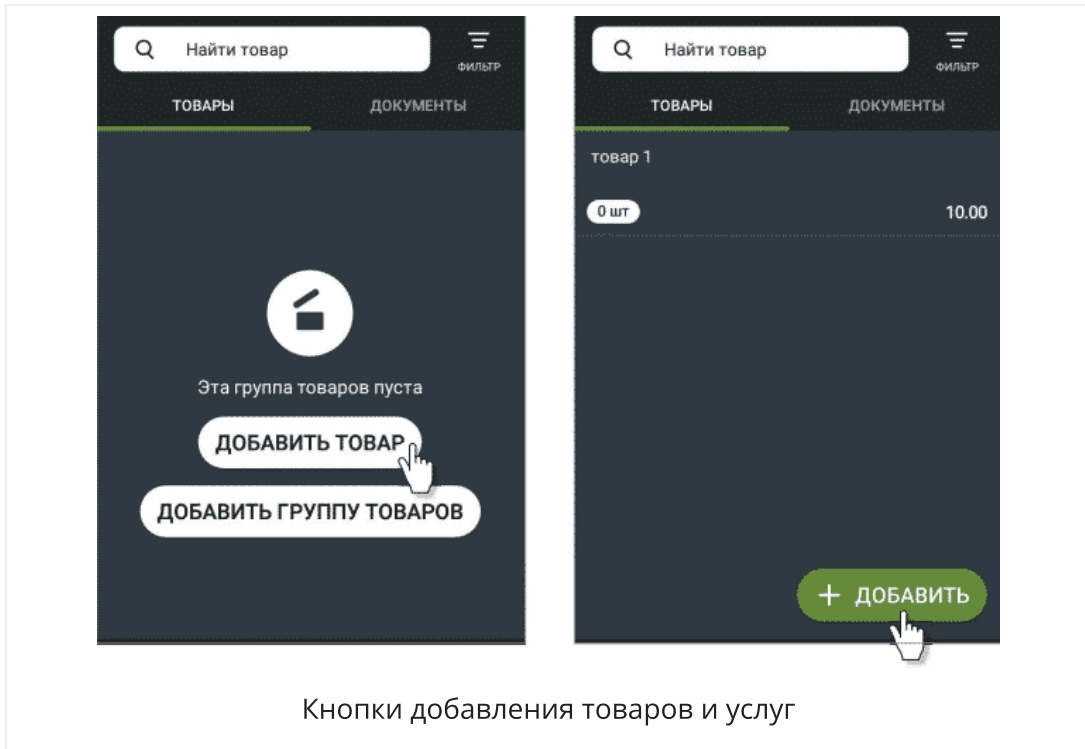 Найти товар
ФИЛЬТР
ТОВАРЫ ДОКУМЕНТЫ
Эта группа товаров пуста
ДОБАВИТЬ ТОВАР
ДОБАВИТЬ ГРУППУ ТОВАРОВ
Найти товар
ФИЛЬТР
ТОВАРЫ ДОКУМЕНТЫ
товар 1
0 шт 10.00
+ ДОБАВИТЬ
Кнопки добавления товаров и услуг